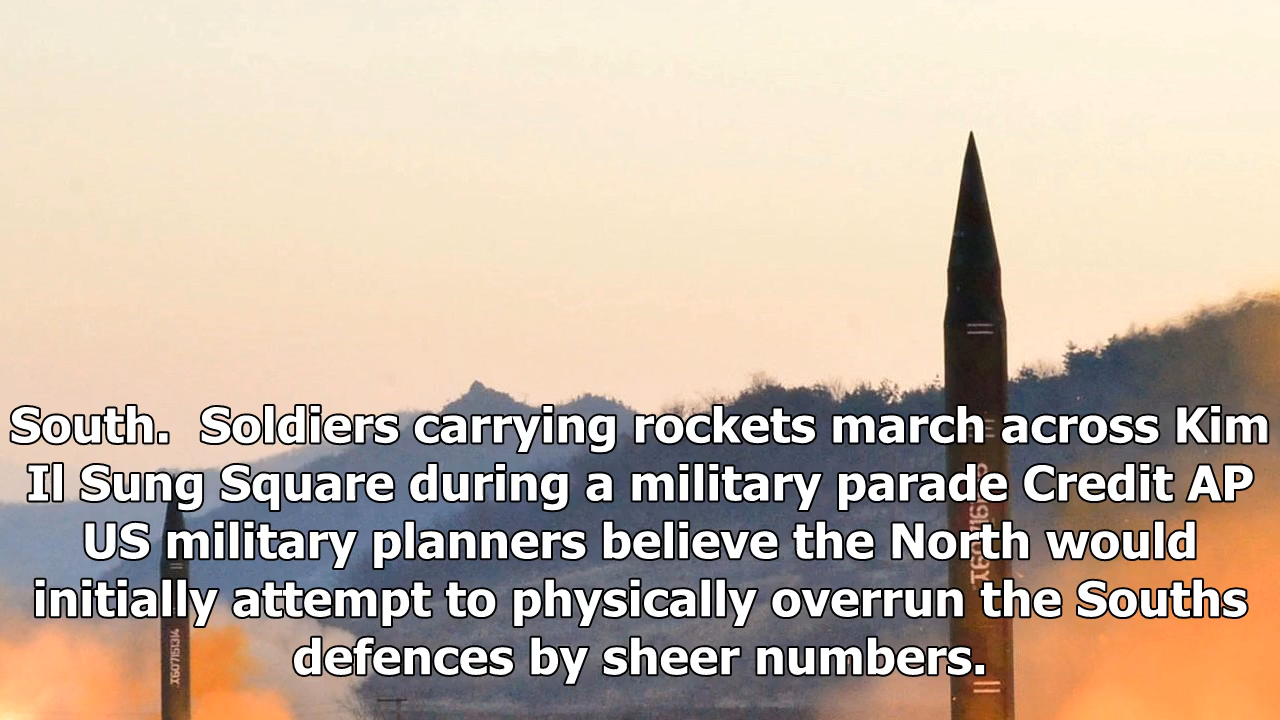 South.  Soldiers carrying rockets march across Kim
Il Sung Square during a military parade Credit AP
US military planners believe the North would
initially attempt to physically overrun the Souths
defences by sheer numbers.